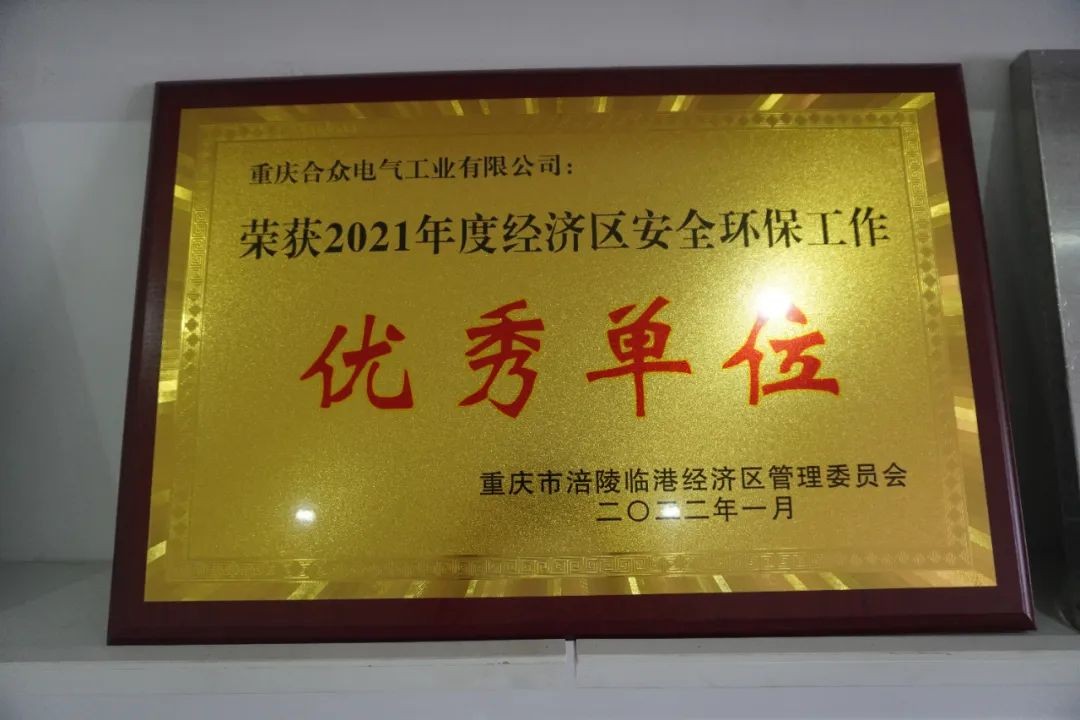 重庆合众电气工业有限公司：
荣获2021年度经济区安全环保工作
优秀单位
重庆市涪陵临港经济区管理委员会
二〇二二年一月